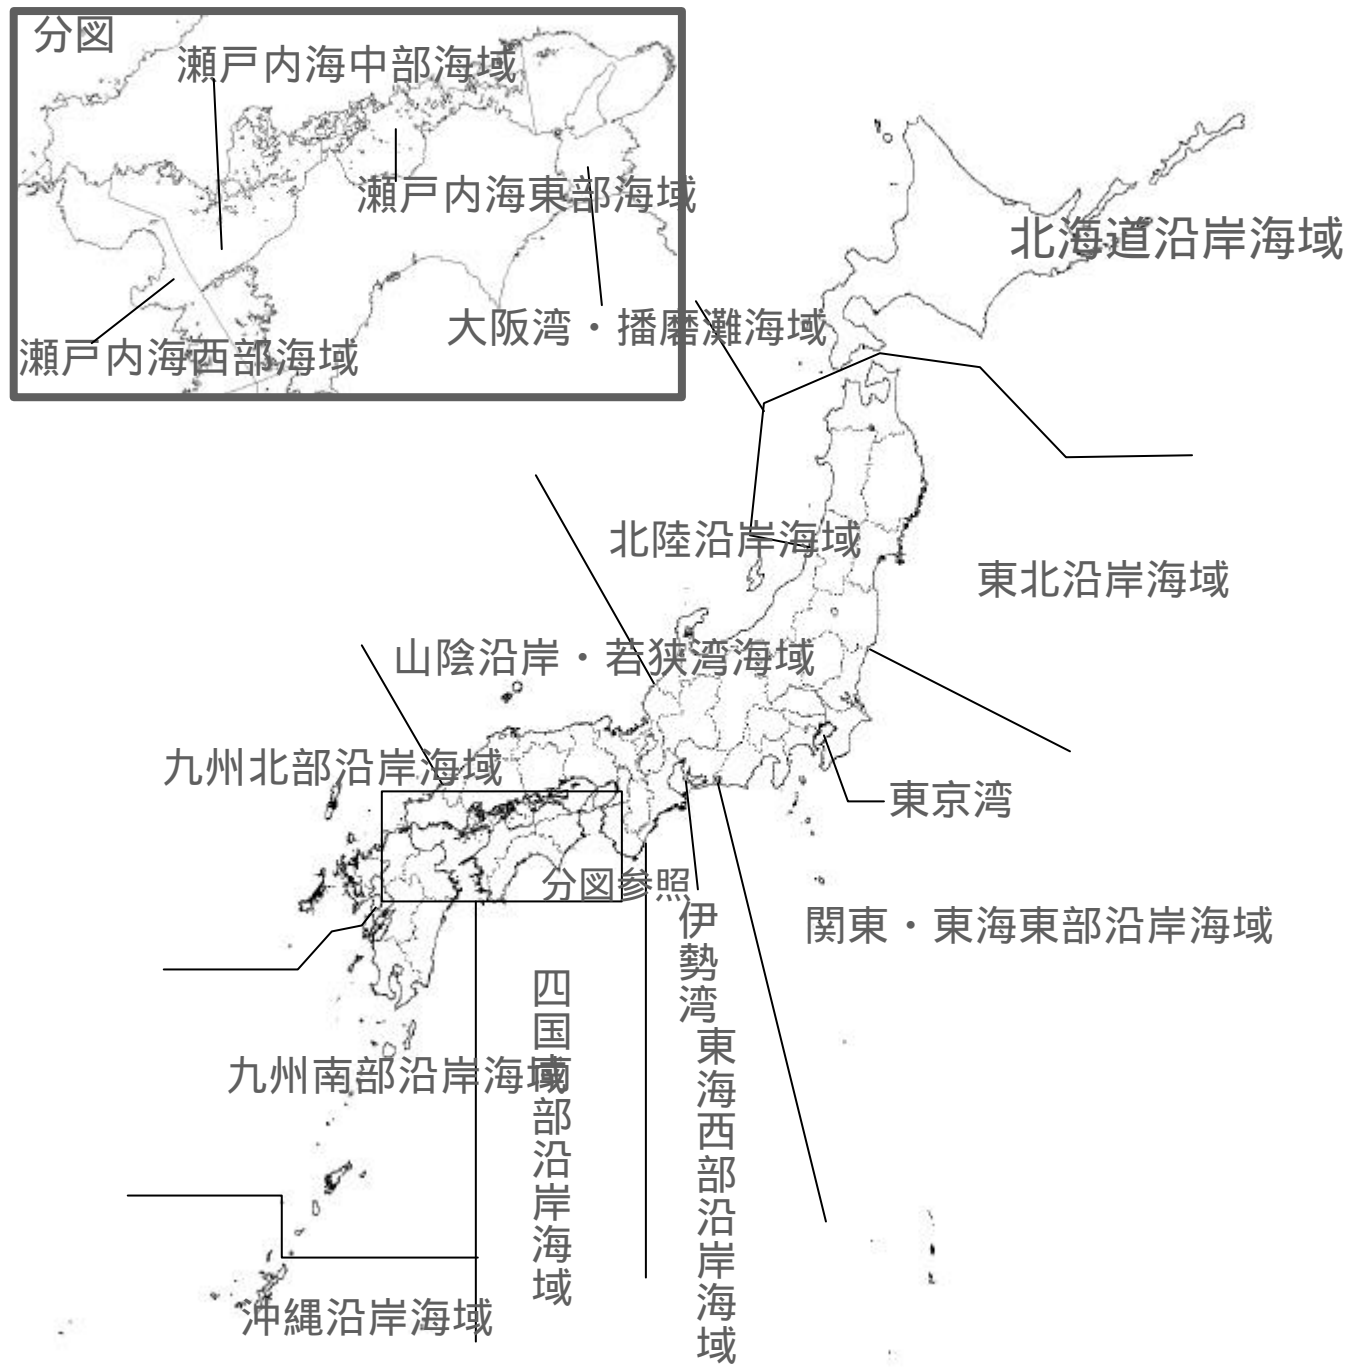 分図
瀬戸内海中部海域
瀬戸内海東部海域
大阪湾・播磨灘海域
瀬戸内海西部海域
北海道沿岸海域
北陸沿岸海域
東北沿岸海域
山陰沿岸・若狭湾海域
九州北部沿岸海域
東京湾
分図参照
伊勢湾
関東・東海東部沿岸海域
四国南部沿岸海域
東海西部沿岸海域
九州南部沿岸海域
沖縄沿岸海域